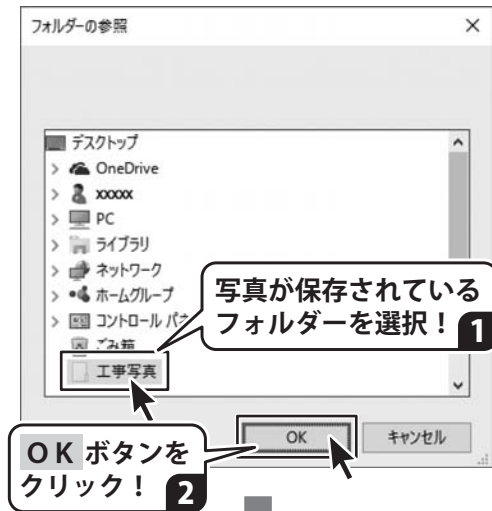 フォルダーの参照
デスクトップ
OneDrive
xxxxx
PC
ライブラリ
ネットワーク
ホームグループ
コントロール パネ
ごみ箱
工事写真
写真が保存されている
フォルダーを選択！ 1
OK
キャンセル
ＯＫ ボタンを
クリック！ 2